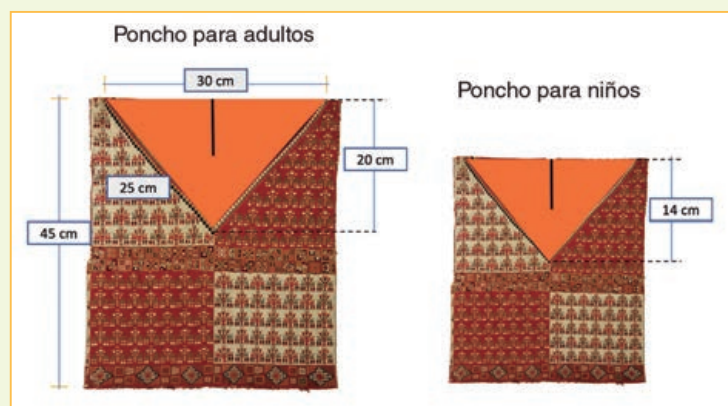 Poncho para adultos
30 cm
20 cm
25 cm
45 cm
Poncho para niños
14 cm